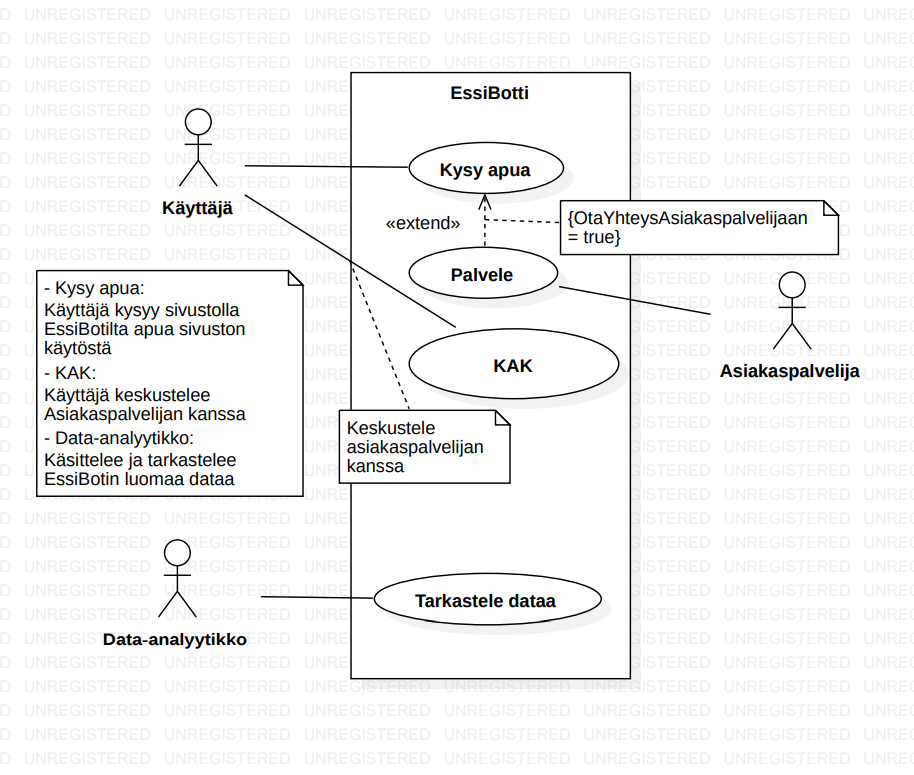 EssiBotti
Kysy apua
Käyttäjä
«extend»
{OtaYhteysAsiakaspalvelijaan
= true}
Palvele
Asiakaspalvelija
- Kysy apua:
Käyttäjä kysyy sivustolla
EssiBotilta apua sivuston
käytöstä
- KAK:
Käyttäjä keskustelee
Asiakaspalvelijan kanssa
- Data-analyytikko:
Käsittelee ja tarkastelee
EssiBotin luomaa dataa
KAK
Keskustele
asiakaspalvelijan
kanssa
Tarkastele dataa
Data-analyytikko
UNREGISTERED